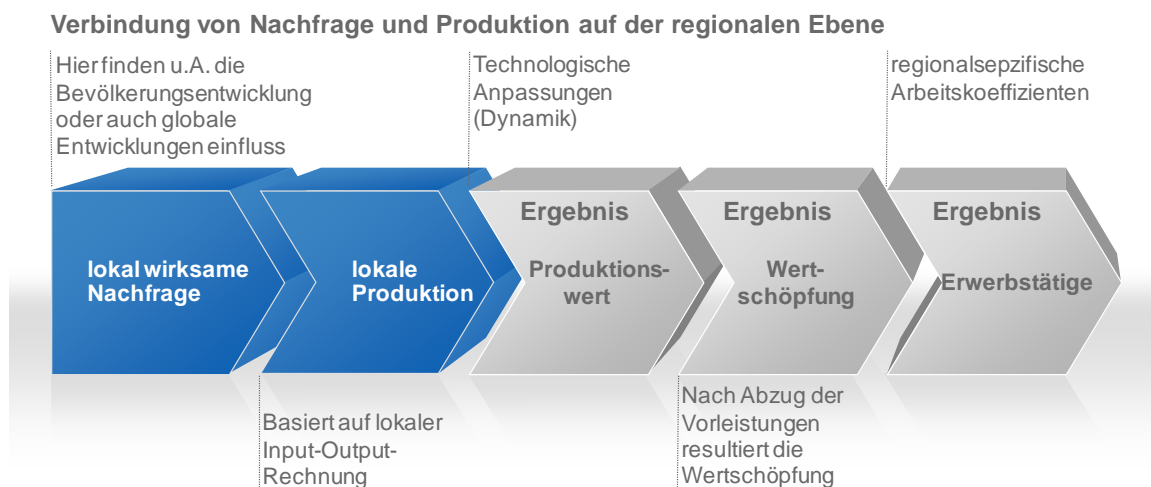 Verbindung von Nachfrage und Produktion auf der regionalen Ebene
Hier finden u.A. die
Bevölkerungsentwicklung
oder auch globale
Entwicklungen einfluss
Technologische
Anpassungen
(Dynamik)
regionalsepzifische
Arbeitskoeffizienten
lokal wirksame
Nachfrage
lokale
Produktion
Ergebnis
Produktions-
wert
Ergebnis
Wert-
schöpfung
Ergebnis
Erwerbstätige
Basiert auf lokaler
Input-Output-
Rechnung
Nach Abzug der
Vorleistungen
resultiert die
Wertschöpfung